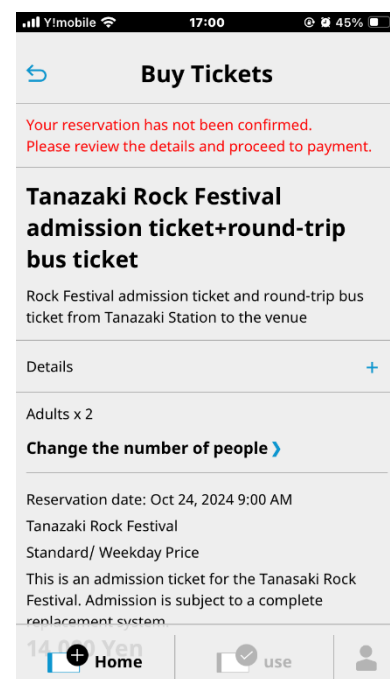 Y!mobile 17:00 45%
Buy Tickets
Your reservation has not been confirmed.
Please review the details and proceed to payment.
Tanazaki Rock Festival
admission ticket+round-trip
bus ticket
Rock Festival admission ticket and round-trip bus
ticket from Tanazaki Station to the venue
Details +
Adults x 2
Change the number of people ❯
Reservation date: Oct 24, 2024 9:00 AM
Tanazaki Rock Festival
Standard/ Weekday Price
This is an admission ticket for the Tanasaki Rock
Festival. Admission is subject to a complete
replacement system
14,000 Yen
Home use